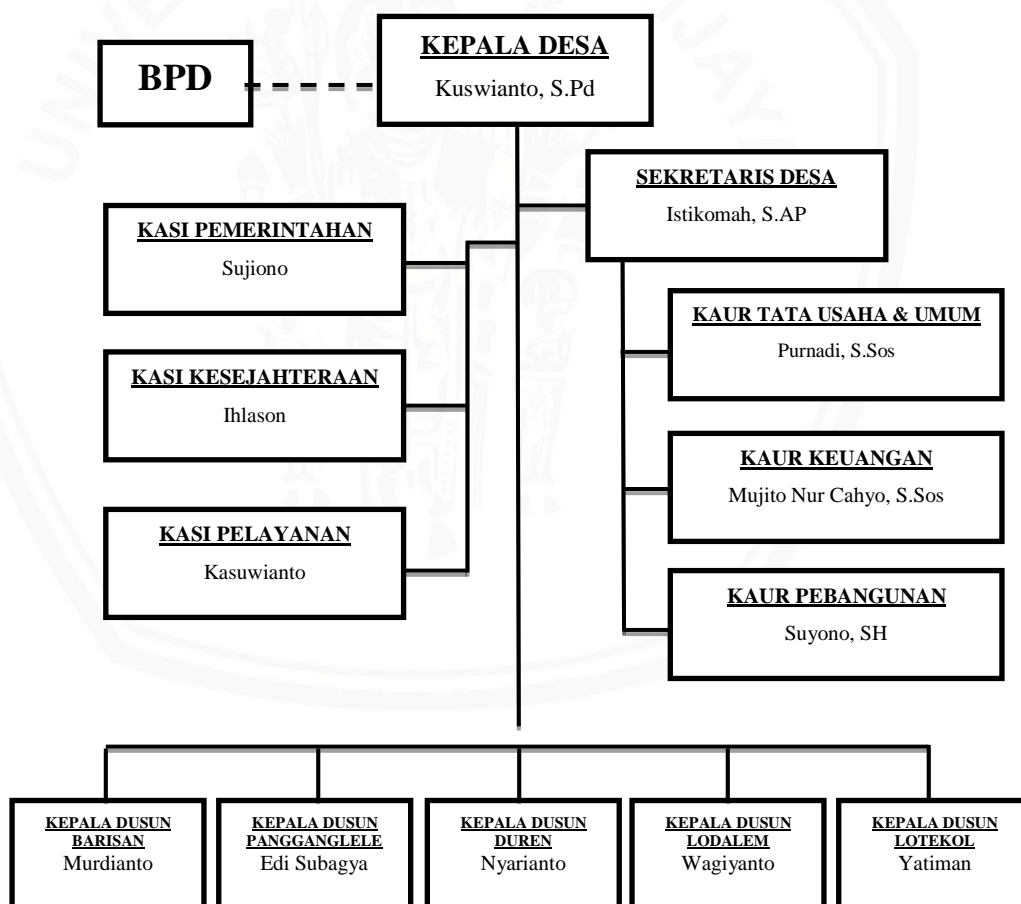 BPD
KEPALA DESA
Kuswianto, S.Pd
SEKRETARIS DESA
Istikomah, S.AP
KASI PEMERINTAHAN
Sujiono
KAUR TATA USAHA & UMUM
Purnadi, S.Sos
KASI KESEJAHTERAAN
Ihlason
KAUR KEUANGAN
Mujito Nur Cahyo, S.Sos
KASI PELAYANAN
Kasuwianto
KAUR PEBANGUNAN
Suyono, SH
KEPALA DUSUN
BARISAN
Murdianto
KEPALA DUSUN
PANGGANGLELE
Edi Subagya
KEPALA DUSUN
DUREN
Nyarianto
KEPALA DUSUN
LODALEM
Wagiyanto
KEPALA DUSUN
LOTEKOL
Yatiman